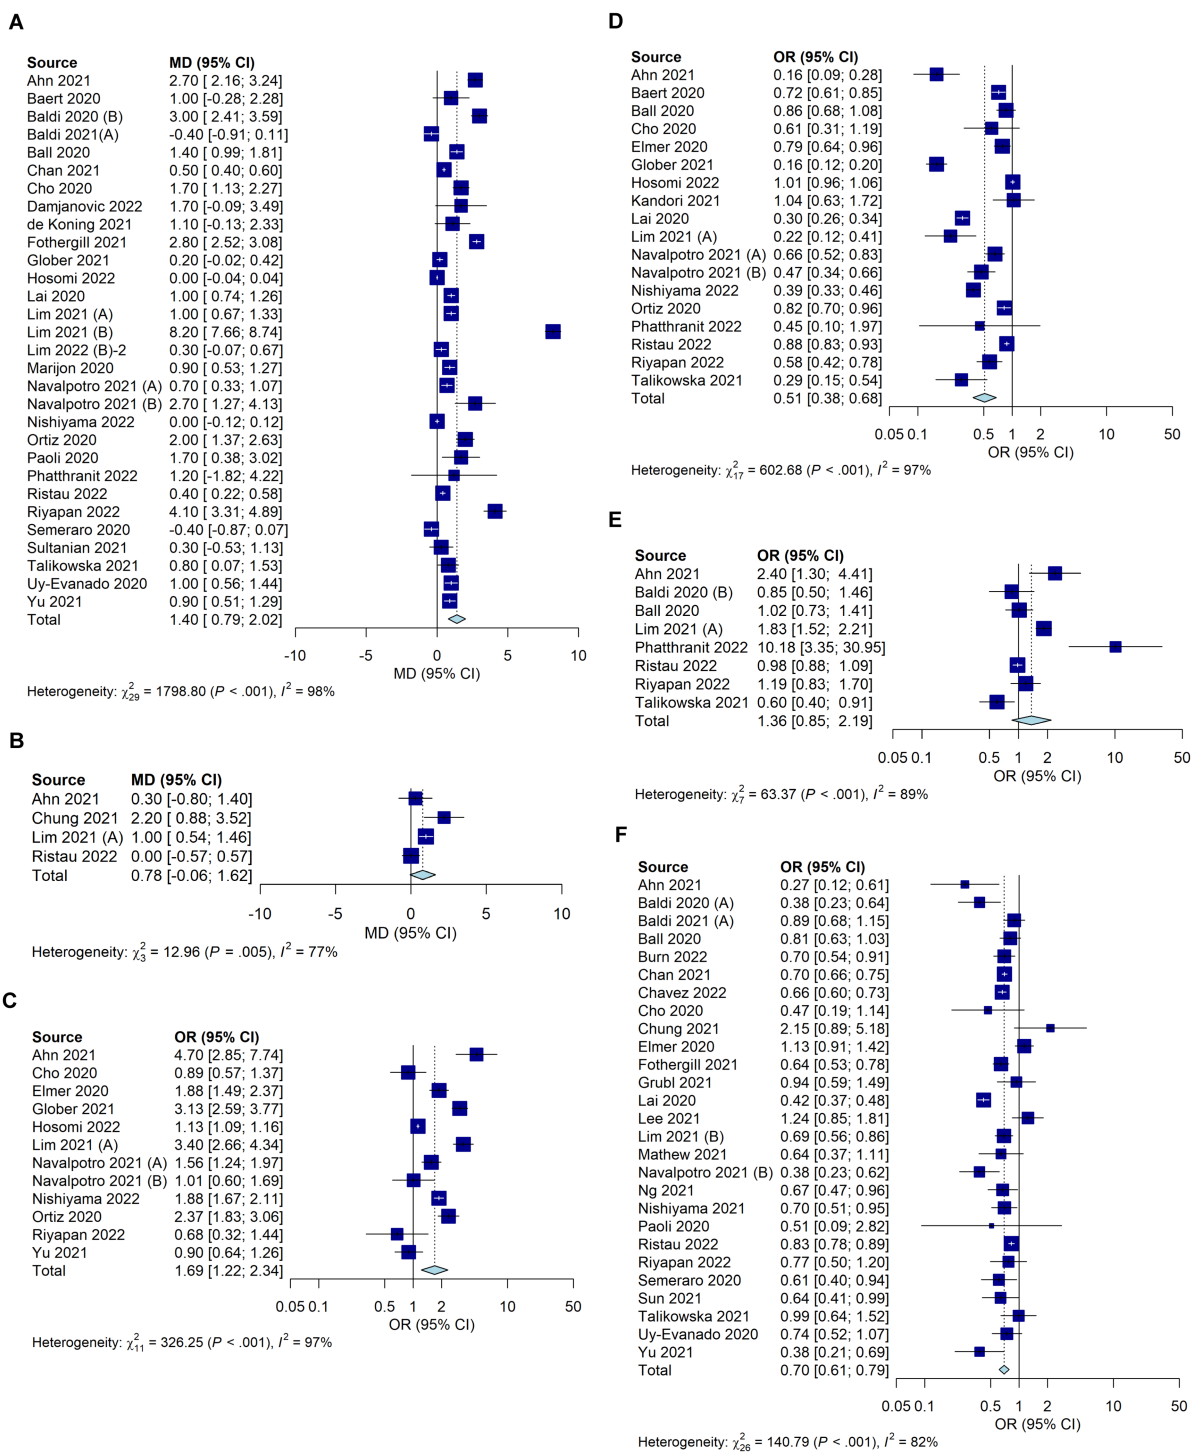 A
Source MD (95% CI)
Ahn 2021 2.70 [ 2.16; 3.24]
Baert 2020 1.00 [-0.28; 2.28]
Baldi 2020 (B) 3.00 [ 2.41; 3.59]
Baldi 2021(A) -0.40 [-0.91; 0.11]
Ball 2020 1.40 [ 0.99; 1.81]
Chan 2021 0.50 [ 0.40; 0.60]
Cho 2020 1.70 [ 1.13; 2.27]
Damjanovic 2022 1.70 [-0.09; 3.49]
de Koning 2021 1.10 [-0.13; 2.33]
Fothergill 2021 2.80 [ 2.52; 3.08]
Glober 2021 0.20 [-0.02; 0.42]
Hosomi 2022 0.00 [-0.04; 0.04]
Lai 2020 1.00 [ 0.74; 1.26]
Lim 2021 (A) 1.00 [ 0.67; 1.33]
Lim 2021 (B) 8.20 [ 7.66; 8.74]
Lim 2022 (B)-2 0.30 [-0.07; 0.67]
Marijon 2020 0.90 [ 0.53; 1.27]
Navalpotro 2021 (A) 0.70 [ 0.33; 1.07]
Navalpotro 2021 (B) 2.70 [ 1.27; 4.13]
Nishiyama 2022 0.00 [-0.12; 0.12]
Ortiz 2020 2.00 [ 1.37; 2.63]
Paoli 2020 1.70 [ 0.38; 3.02]
Phatthranit 2022 1.20 [-1.82; 4.22]
Ristau 2022 0.40 [ 0.22; 0.58]
Riyapan 2022 4.10 [ 3.31; 4.89]
Semeraro 2020 -0.40 [-0.87; 0.07]
Sultanian 2021 0.30 [-0.53; 1.13]
Talikowska 2021 0.80 [ 0.07; 1.53]
Uy-Evanado 2020 1.00 [ 0.56; 1.44]
Yu 2021 0.90 [ 0.51; 1.29]
Total 1.40 [ 0.79; 2.02]
-10 -5 0 5 10
MD (95% CI)
Heterogeneity: χ²₂₉ = 1798.80 (P < .001), I² = 98%
B
Source MD (95% CI)
Ahn 2021 0.30 [-0.80; 1.40]
Chung 2021 2.20 [ 0.88; 3.52]
Lim 2021 (A) 1.00 [ 0.54; 1.46]
Ristau 2022 0.00 [-0.57; 0.57]
Total 0.78 [-0.06; 1.62]
-10 -5 0 5 10
MD (95% CI)
Heterogeneity: χ²₃ = 12.96 (P = .005), I² = 77%
C
Source OR (95% CI)
Ahn 2021 4.70 [2.85; 7.74]
Cho 2020 0.89 [0.57; 1.37]
Elmer 2020 1.88 [1.49; 2.37]
Glober 2021 3.13 [2.59; 3.77]
Hosomi 2022 1.13 [1.09; 1.16]
Lim 2021 (A) 3.40 [2.66; 4.34]
Navalpotro 2021 (A) 1.56 [1.24; 1.97]
Navalpotro 2021 (B) 1.01 [0.60; 1.69]
Nishiyama 2022 1.88 [1.67; 2.11]
Ortiz 2020 2.37 [1.83; 3.06]
Riyapan 2022 0.68 [0.32; 1.44]
Yu 2021 0.90 [0.64; 1.26]
Total 1.69 [1.22; 2.34]
0.05 0.1 0.5 1 2 10 50
OR (95% CI)
Heterogeneity: χ²₁₁ = 326.25 (P < .001), I² = 97%
D
Source OR (95% CI)
Ahn 2021 0.16 [0.09; 0.28]
Baert 2020 0.72 [0.61; 0.85]
Ball 2020 0.86 [0.68; 1.08]
Cho 2020 0.61 [0.31; 1.19]
Elmer 2020 0.79 [0.64; 0.96]
Glober 2021 0.16 [0.12; 0.20]
Hosomi 2022 1.01 [0.96; 1.06]
Kandori 2021 1.04 [0.63; 1.72]
Lai 2020 0.30 [0.26; 0.34]
Lim 2021 (A) 0.22 [0.12; 0.41]
Navalpotro 2021 (A) 0.66 [0.52; 0.83]
Navalpotro 2021 (B) 0.47 [0.34; 0.66]
Nishiyama 2022 0.39 [0.33; 0.46]
Ortiz 2020 0.82 [0.70; 0.96]
Phatthranit 2022 0.45 [0.10; 1.97]
Ristau 2022 0.88 [0.83; 0.93]
Riyapan 2022 0.58 [0.42; 0.78]
Talikowska 2021 0.29 [0.15; 0.54]
Total 0.51 [0.38; 0.68]
0.05 0.1 0.5 1 2 10 50
OR (95% CI)
Heterogeneity: χ²₁₇ = 602.68 (P < .001), I² = 97%
E
Source OR (95% CI)
Ahn 2021 2.40 [1.30; 4.41]
Baldi 2020 (B) 0.85 [0.50; 1.46]
Ball 2020 1.02 [0.73; 1.41]
Lim 2021 (A) 1.83 [1.52; 2.21]
Phatthranit 2022 10.18 [3.35; 30.95]
Ristau 2022 0.98 [0.88; 1.09]
Riyapan 2022 1.19 [0.83; 1.70]
Talikowska 2021 0.60 [0.40; 0.91]
Total 1.36 [0.85; 2.19]
0.05 0.1 0.5 1 2 10 50
OR (95% CI)
Heterogeneity: χ²₇ = 63.37 (P < .001), I² = 89%
F
Source OR (95% CI)
Ahn 2021 0.27 [0.12; 0.61]
Baldi 2020 (A) 0.38 [0.23; 0.64]
Baldi 2021 (A) 0.89 [0.68; 1.15]
Ball 2020 0.81 [0.63; 1.03]
Burn 2022 0.70 [0.54; 0.91]
Chan 2021 0.70 [0.66; 0.75]
Chavez 2022 0.66 [0.60; 0.73]
Cho 2020 0.47 [0.19; 1.14]
Chung 2021 2.15 [0.89; 5.18]
Elmer 2020 1.13 [0.91; 1.42]
Fothergill 2021 0.64 [0.53; 0.78]
Grubl 2021 0.94 [0.59; 1.49]
Lai 2020 0.42 [0.37; 0.48]
Lee 2021 1.24 [0.85; 1.81]
Lim 2021 (B) 0.69 [0.56; 0.86]
Mathew 2021 0.64 [0.37; 1.11]
Navalpotro 2021 (B) 0.38 [0.23; 0.62]
Ng 2021 0.67 [0.47; 0.96]
Nishiyama 2021 0.70 [0.51; 0.95]
Paoli 2020 0.51 [0.09; 2.82]
Ristau 2022 0.83 [0.78; 0.89]
Riyapan 2022 0.77 [0.50; 1.20]
Semeraro 2020 0.61 [0.40; 0.94]
Sun 2021 0.64 [0.41; 0.99]
Talikowska 2021 0.99 [0.64; 1.52]
Uy-Evanado 2020 0.74 [0.52; 1.07]
Yu 2021 0.38 [0.21; 0.69]
Total 0.70 [0.61; 0.79]
0.05 0.1 0.5 1 2 10 50
OR (95% CI)
Heterogeneity: χ²₂₆ = 140.79 (P < .001), I² = 82%